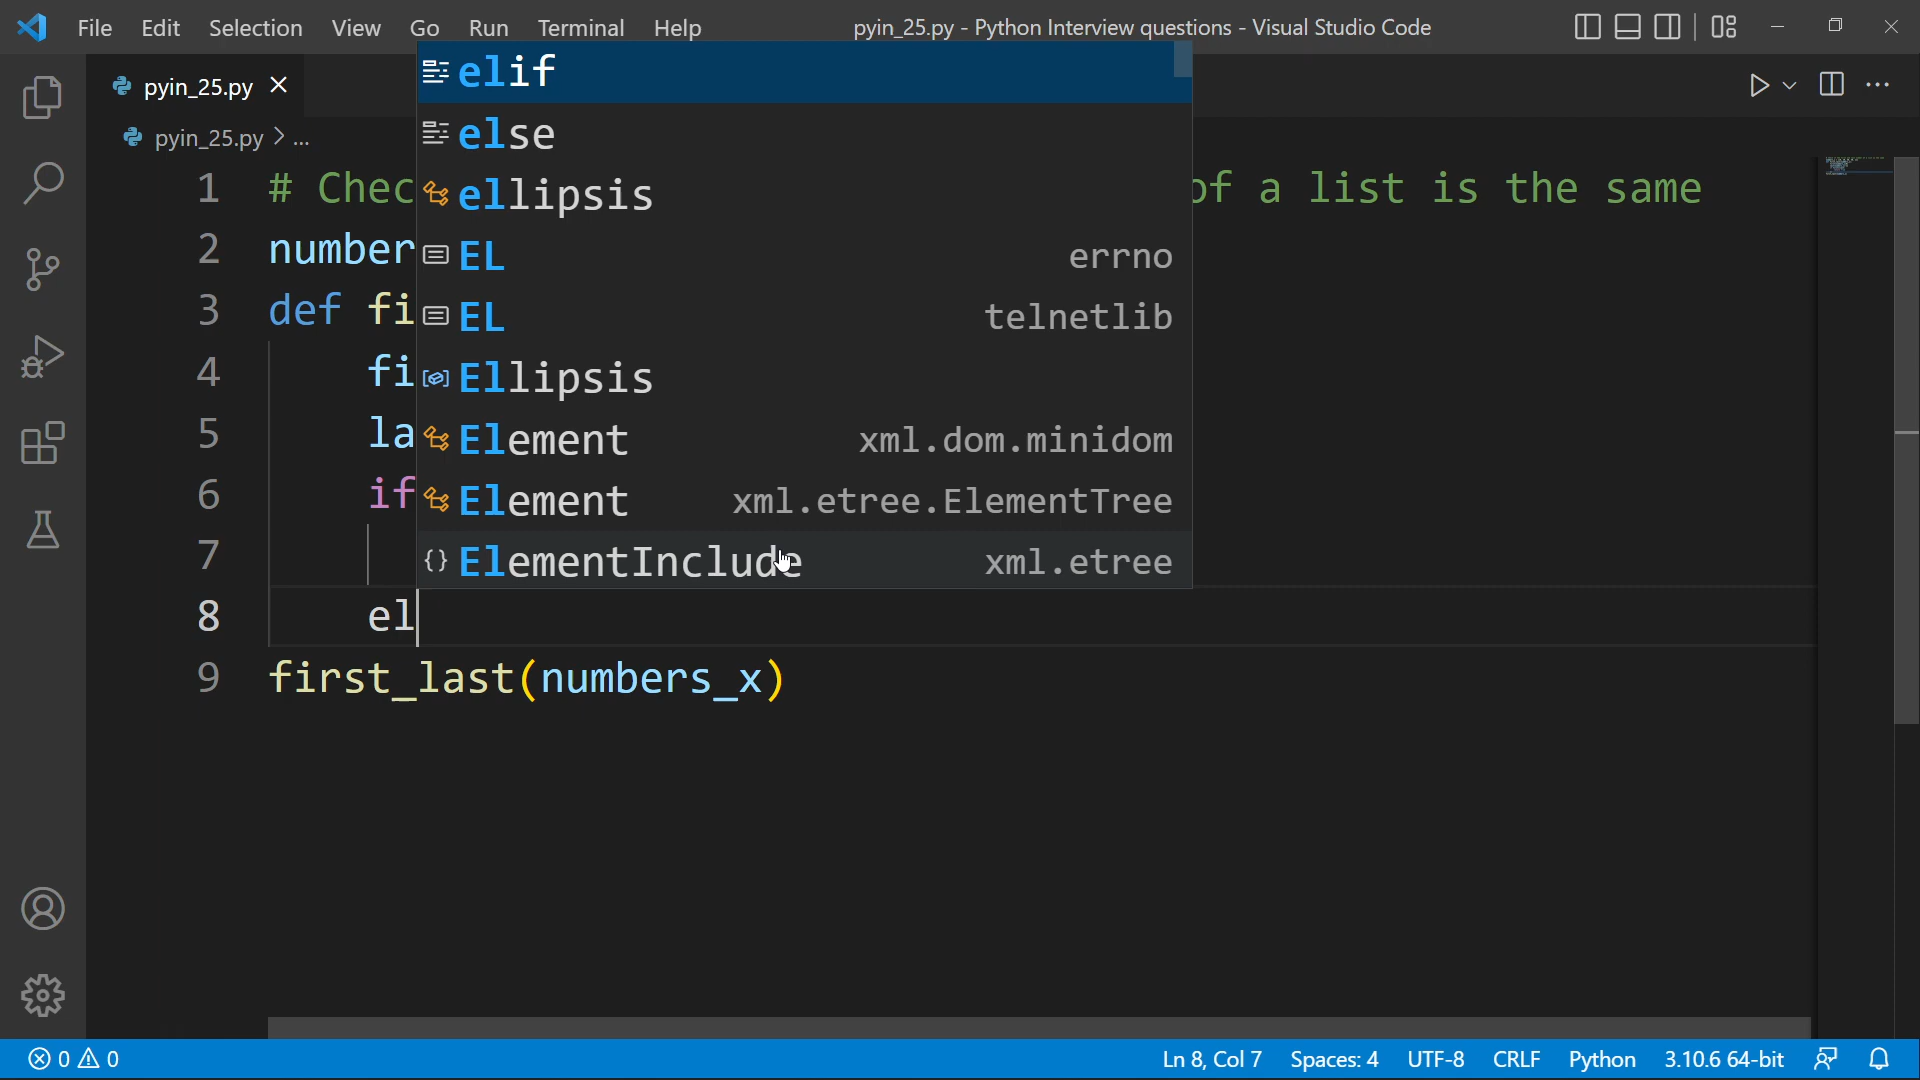 File Edit Selection View Go Run Terminal Help pyin_25.py - Python Interview questions - Visual Studio Code
pyin_25.py
pyin_25.py > ...
elif
else
ellipsis
EL errno
EL telnetlib
Ellipsis
Element xml.dom.minidom
Element xml.etree.ElementTree
ElementInclude xml.etree
1 # Chec of a list is the same
2 number
3 def fi
4 fi
5 la
6 if
7
8 el
9 first_last(numbers_x)
0 0 Ln 8, Col 7 Spaces: 4 UTF-8 CRLF Python 3.10.6 64-bit